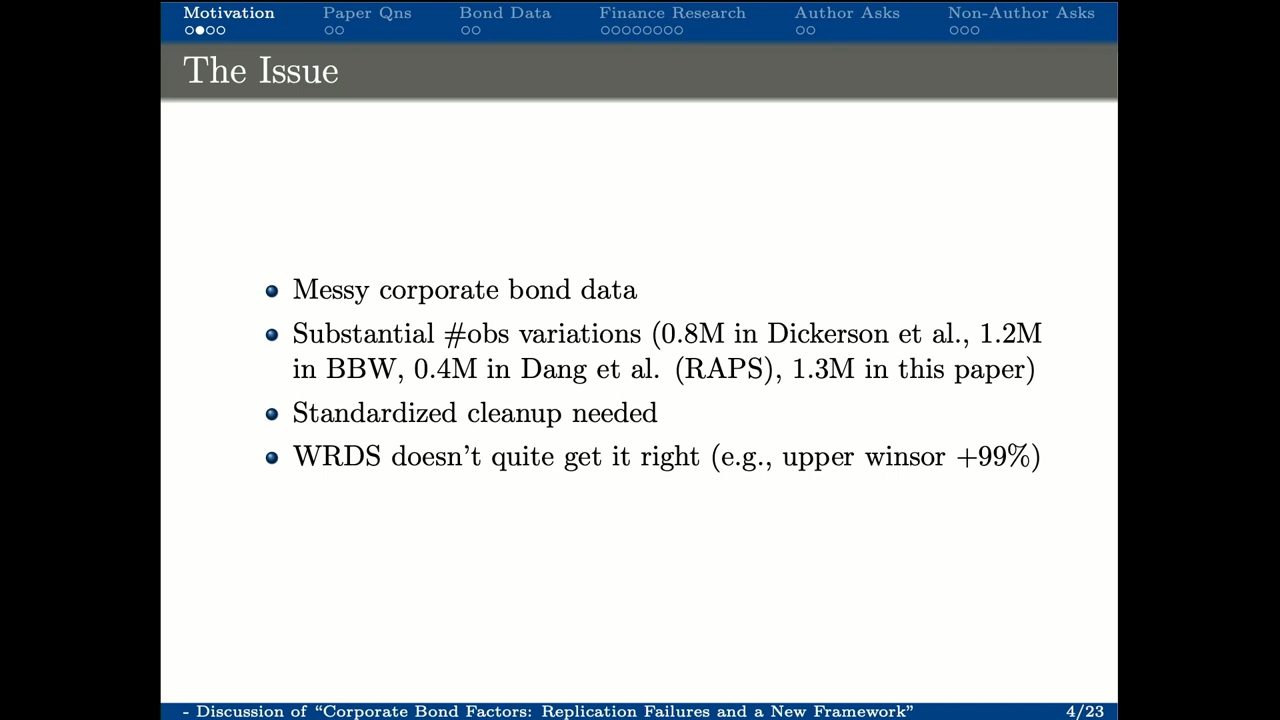 Motivation Paper Qns Bond Data Finance Research Author Asks Non-Author Asks
The Issue
Messy corporate bond data
Substantial #obs variations (0.8M in Dickerson et al., 1.2M
in BBW, 0.4M in Dang et al. (RAPS), 1.3M in this paper)
Standardized cleanup needed
WRDS doesn't quite get it right (e.g., upper winsor +99%)
- Discussion of “Corporate Bond Factors: Replication Failures and a New Framework” 4/23